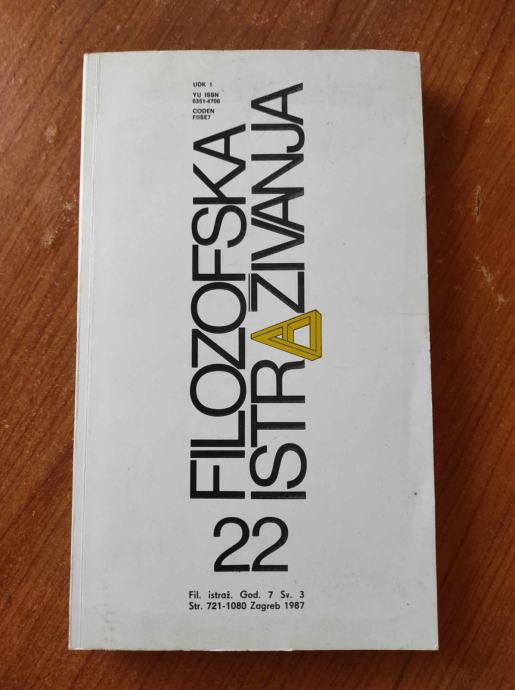 UDK 1
YU ISSN
0351-4706
CODEN
FIISE7
FILOZOFSKA
ISTRAŽIVANJA
22
Fil. istraž. God. 7 Sv. 3
Str. 721-1080 Zagreb 1987